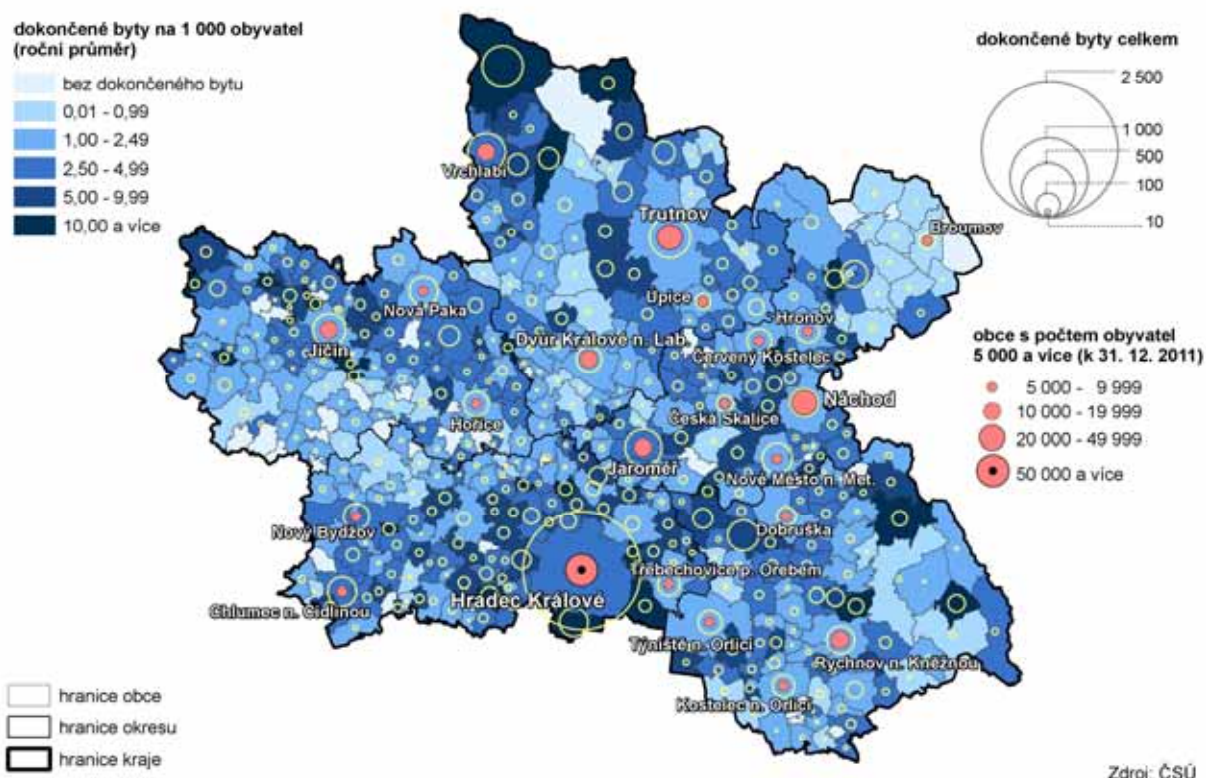 dokončené byty na 1 000 obyvatel
(roční průměr)
bez dokončeného bytu
0,01 - 0,99
1,00 - 2,49
2,50 - 4,99
5,00 - 9,99
10,00 a více
dokončené byty celkem
2 500
1 000
500
100
10
Vrchlabí
Trutnov
Broumov
Úpice
Nová Paka
Hronov
Jičín
Dvůr Králové n. Lab.
Červený Kostelec
obce s počtem obyvatel
5 000 a více (k 31. 12. 2011)
5 000 - 9 999
10 000 - 19 999
20 000 - 49 999
50 000 a více
Hořice
Česká Skalice
Náchod
Jaroměř
Nové Město n. Met.
Nový Bydžov
Dobruška
Třebechovice p. Orebem
Hradec Králové
Chlumec n. Cidlinou
Týniště n. Orlicí
Rychnov n. Kněžnou
Kostelec n. Orlicí
hranice obce
hranice okresu
hranice kraje
Zdroj: ČSÚ